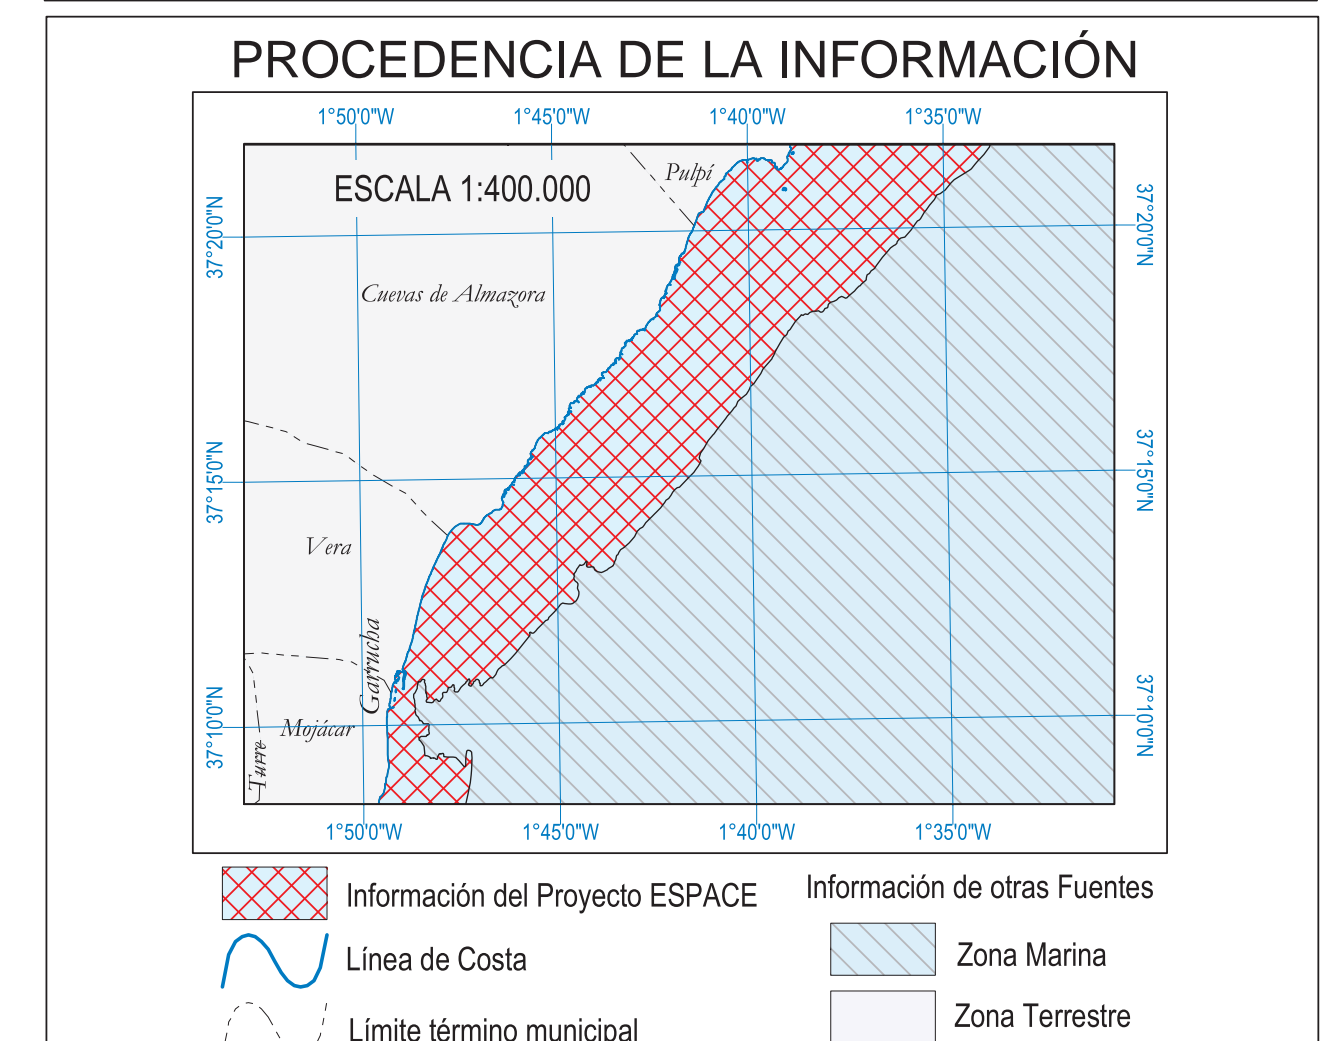 PROCEDENCIA DE LA INFORMACIÓN
1°50'0"W 1°45'0"W 1°40'0"W 1°35'0"W
ESCALA 1:400.000
Pulpí
37°20'0"N
37°20'0"N
Cuevas de Almazora
37°15'0"N
37°15'0"N
Vera
Garrucha
37°10'0"N
37°10'0"N
Mojácar
Turre
1°50'0"W 1°45'0"W 1°40'0"W 1°35'0"W
Información del Proyecto ESPACE
Línea de Costa
Límite término municipal
Información de otras Fuentes
Zona Marina
Zona Terrestre